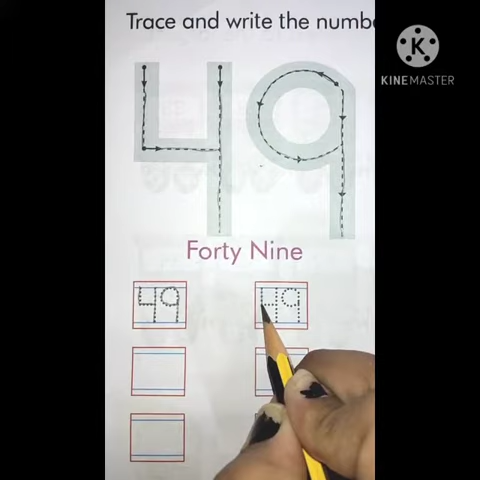 Trace and write the numbe
K
KINEMASTER
49
Forty Nine
49 49